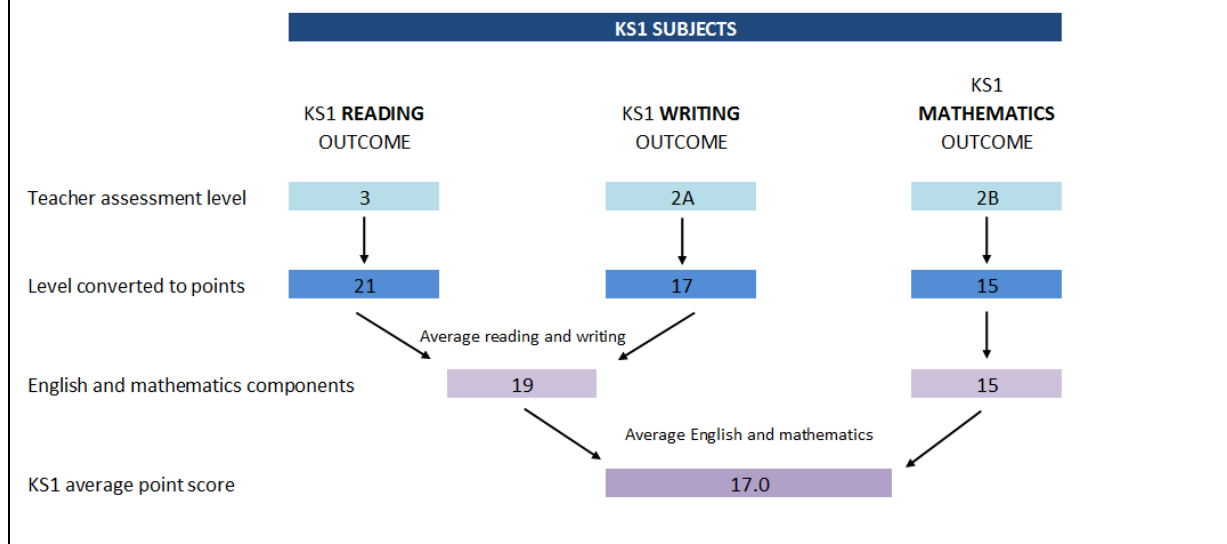 KS1 SUBJECTS
KS1 READING
OUTCOME
KS1 WRITING
OUTCOME
KS1
MATHEMATICS
OUTCOME
Teacher assessment level
3
2A
2B
Level converted to points
21
17
15
Average reading and writing
English and mathematics components
19
15
Average English and mathematics
KS1 average point score
17.0